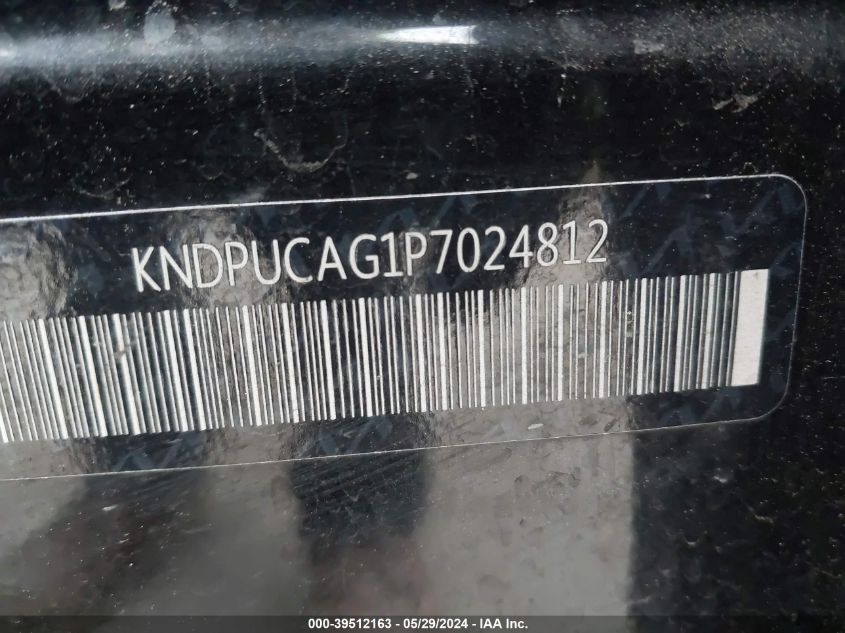 KNDPUCAG1P7024812
000-39512163 - 05/29/2024 - IAA Inc.